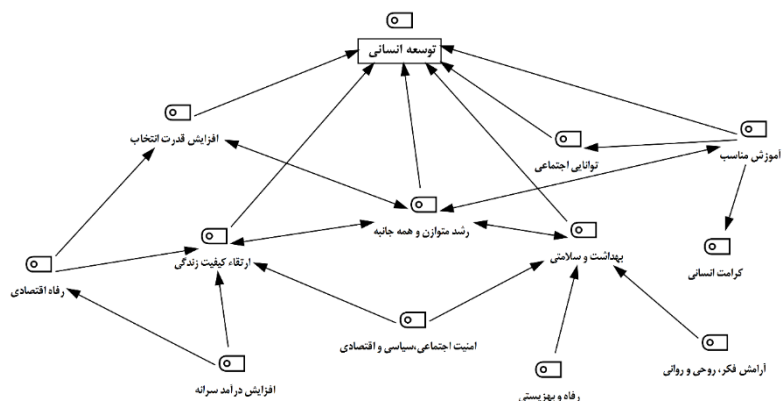 توسعه انسانی
افزایش قدرت انتخاب
توانایی اجتماعی
آموزش مناسب
رشد متوازن و همه جانبه
رفاه اقتصادی
ارتقاء کیفیت زندگی
بهداشت و سلامتی
کرامت انسانی
امنیت اجتماعی،سیاسی و اقتصادی
افزایش درآمد سرانه
رفاه و بهزیستی
آرامش فکر، روحی و روانی